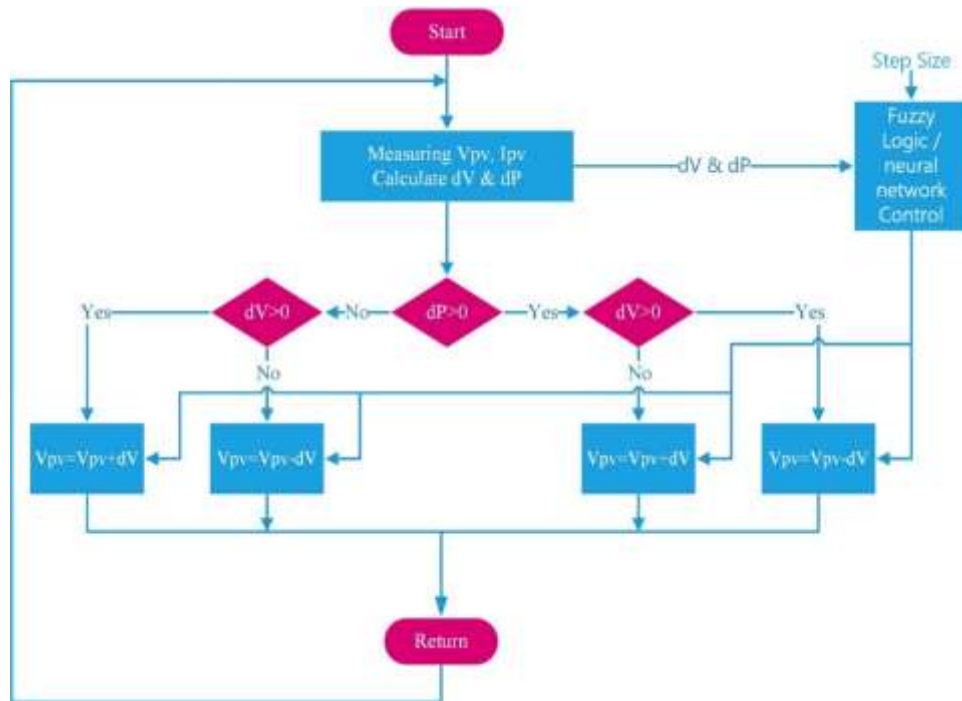 Start
Step Size
Fuzzy
Logic /
neural
network
Control
Measuring Vpv, Ipv
Calculate dV & dP
dV & dP
Yes
dV>0
No
dP>0
Yes
dV>0
Yes
No
No
Vpv=Vpv+dV
Vpv=Vpv-dV
Vpv=Vpv+dV
Vpv=Vpv-dV
Return